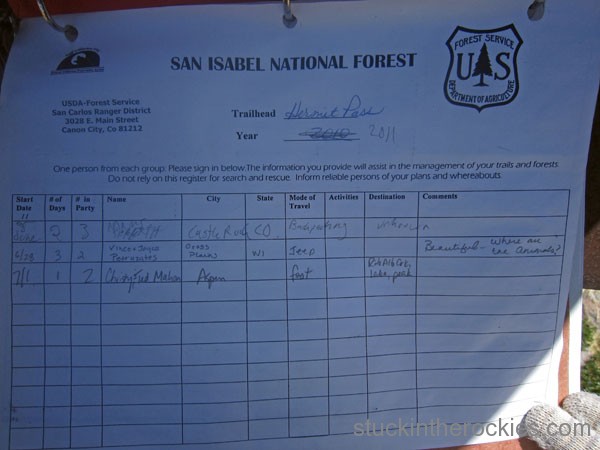 SAN ISABEL NATIONAL FOREST
FOREST SERVICE
US
DEPARTMENT OF AGRICULTURE
USDA-Forest Service
San Carlos Ranger District
3028 E. Main Street
Canon City, Co 81212
Trailhead Hermit Pass
Year 2010 2011
One person from each group: Please sign in below. The information you provide will assist in the management of your trails and forests
Do not rely on this register for search and rescue. Inform reliable persons of your plans and whereabouts.
Start Date # of Days # in Party Name City State Mode of Travel Activities Destination Comments
2 3 Castle Rock CO. Backpacking unknown
6/23 3 2 Cross Plains WI Jeep Beautiful - Where are the Animals?
7/1 1 2 Aspen foot
stuckintherockies.com